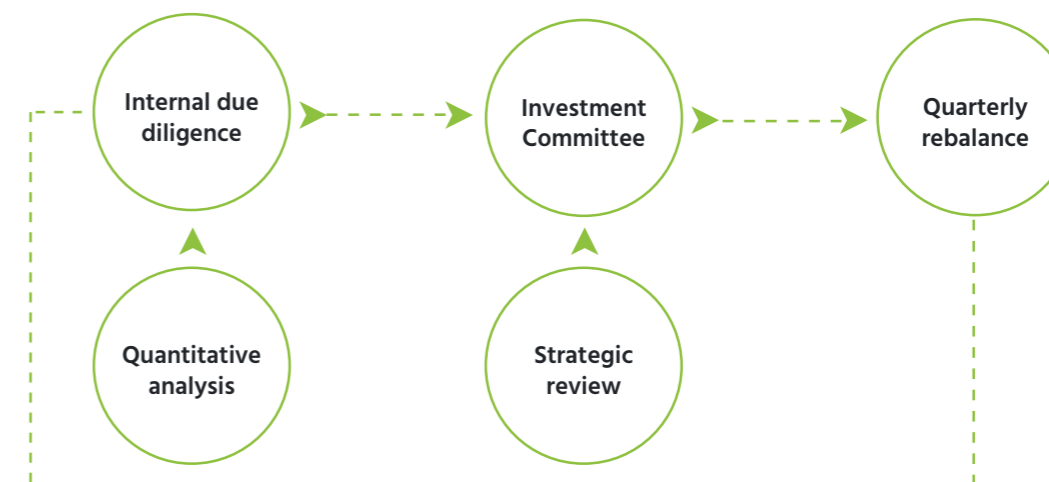 Internal due
diligence
Investment
Committee
Quarterly
rebalance
Quantitative
analysis
Strategic
review